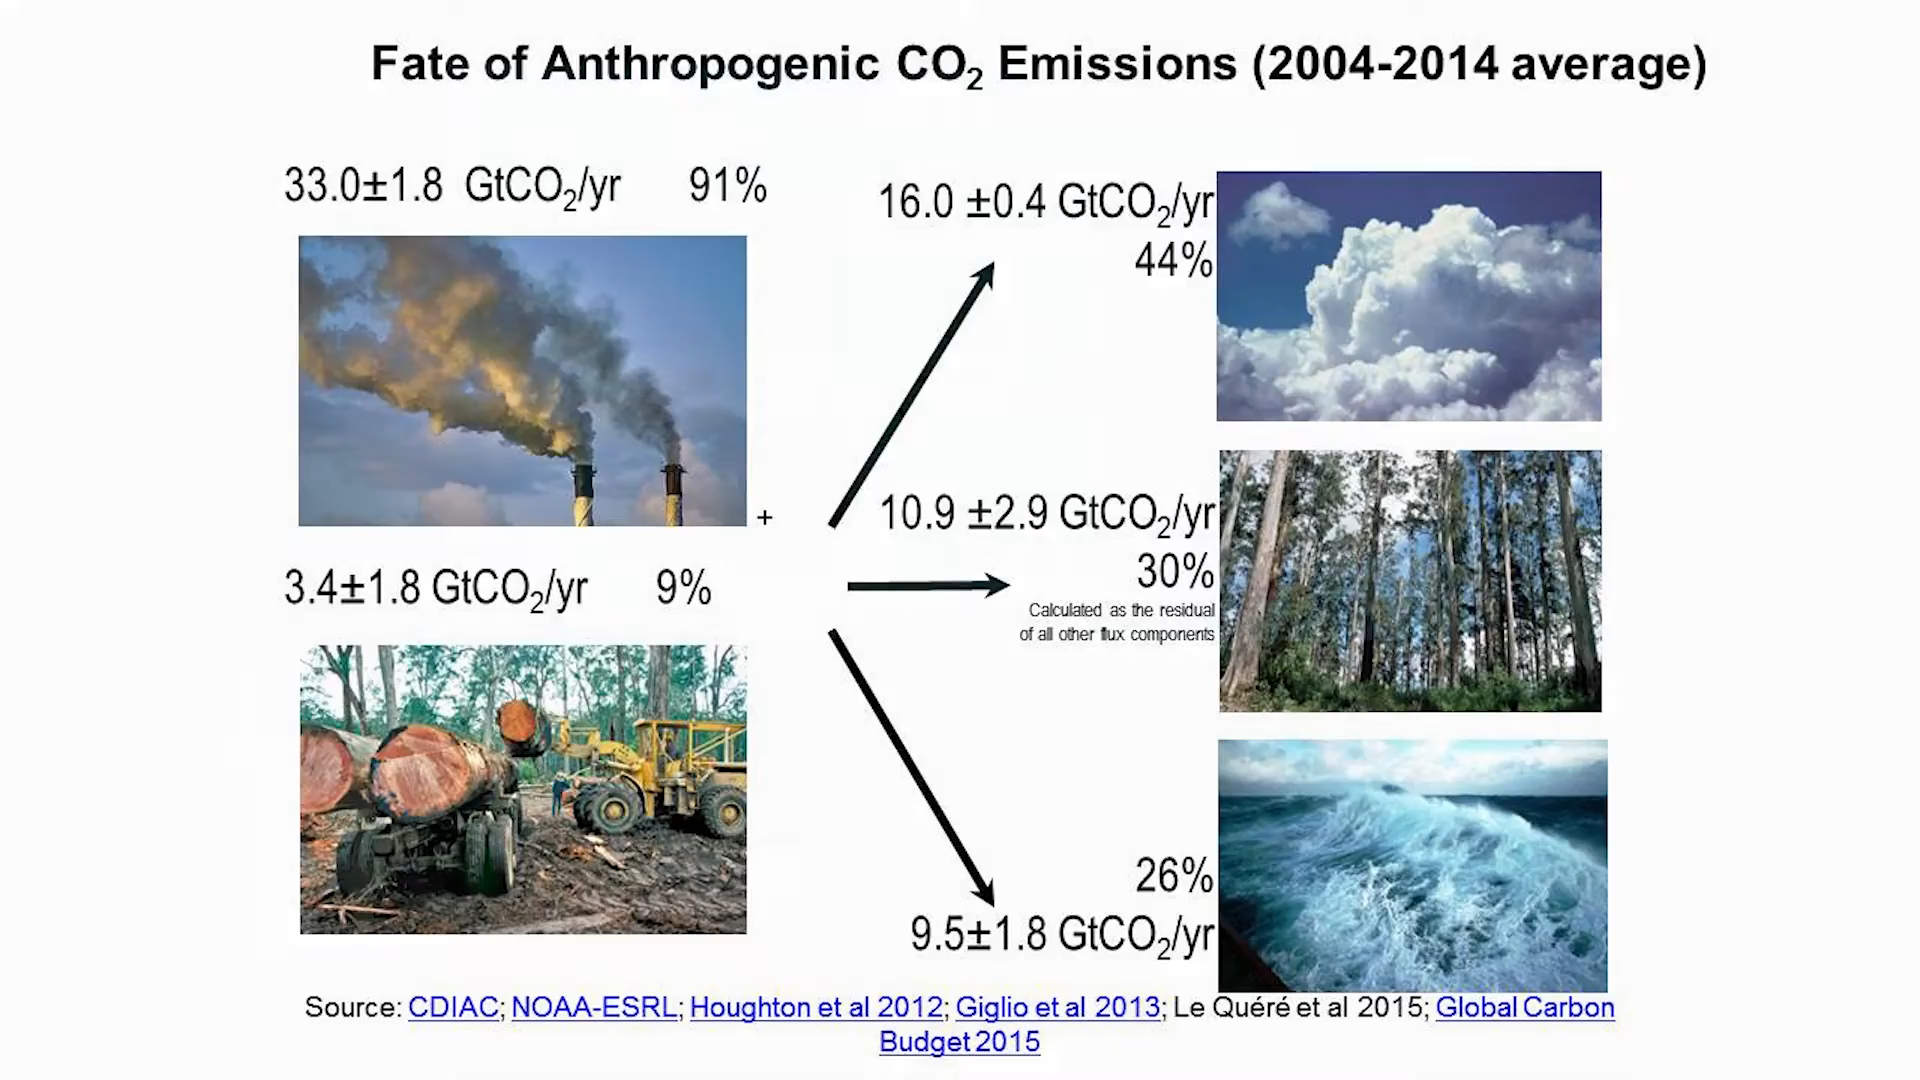 Fate of Anthropogenic CO₂ Emissions (2004-2014 average)
33.0±1.8 GtCO₂/yr 91%
+
3.4±1.8 GtCO₂/yr 9%
16.0 ±0.4 GtCO₂/yr
44%
10.9 ±2.9 GtCO₂/yr
30%
Calculated as the residual
of all other flux components
26%
9.5±1.8 GtCO₂/yr
Source: CDIAC; NOAA-ESRL; Houghton et al 2012; Giglio et al 2013; Le Quéré et al 2015; Global Carbon
Budget 2015